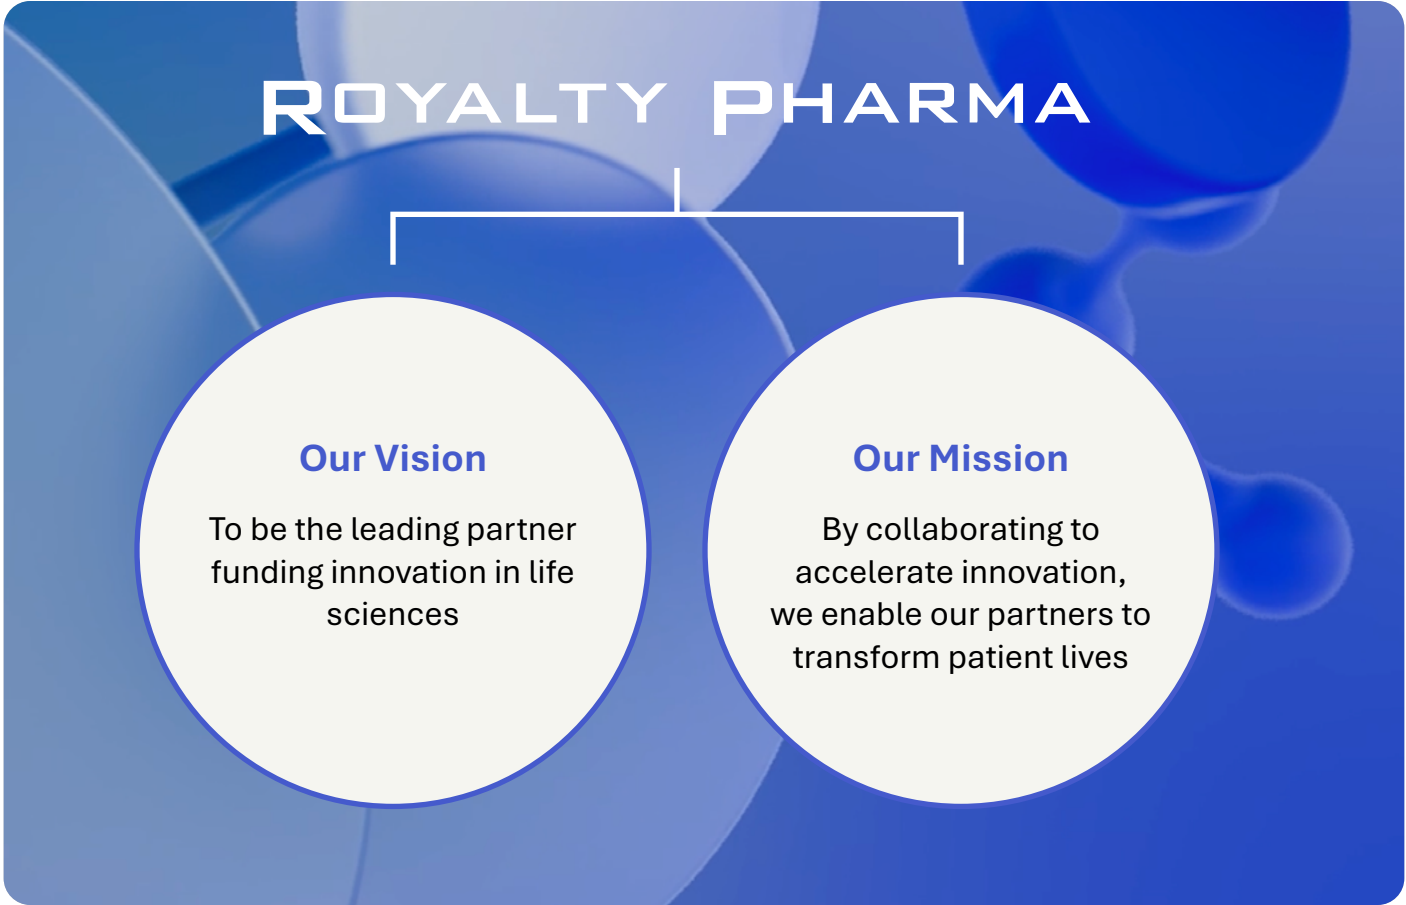 ROYALTY PHARMA
Our Vision
To be the leading partner
funding innovation in life
sciences
Our Mission
By collaborating to
accelerate innovation,
we enable our partners to
transform patient lives